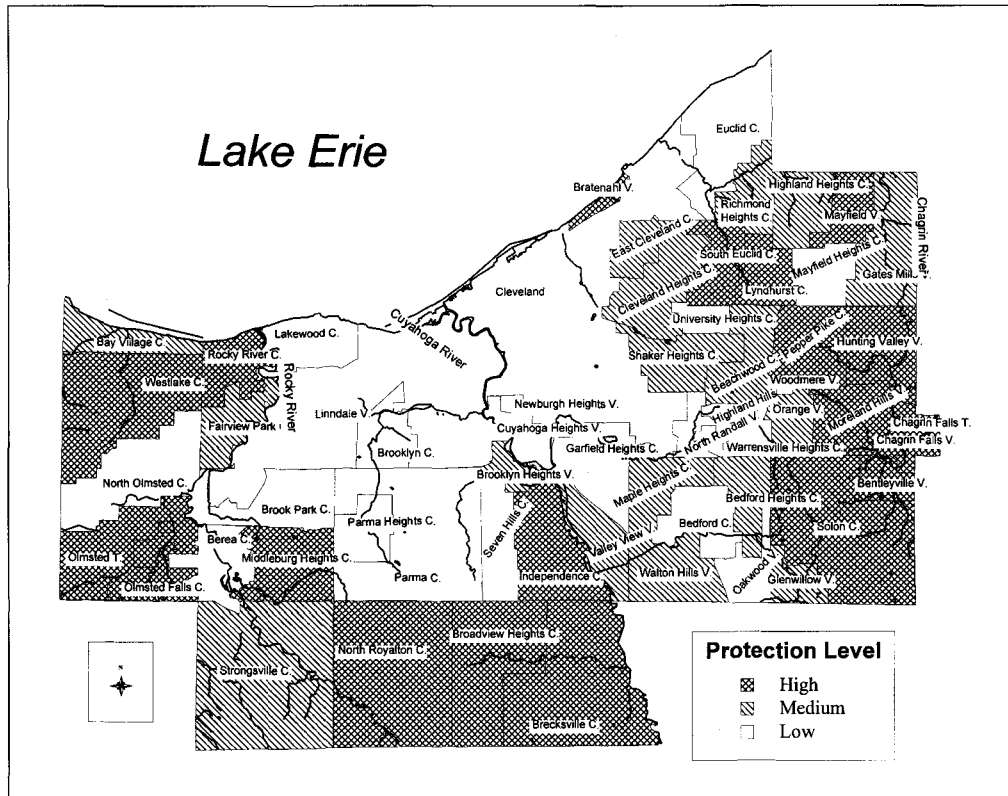 Lake Erie
Euclid C.
Bratenahl V.
Highland Heights C.
Richmond
Heights C.
Mayfield V.
Chagrin River
East Cleveland C.
South Euclid C.
Mayfield Heights C.
Gates Mills V.
Cleveland
Cleveland Heights C.
Lyndhurst C.
University Heights C.
Cuyahoga River
Lakewood C.
Bay Village C.
Rocky River C.
Shaker Heights C.
Beachwood C.
Pepper Pike C.
Hunting Valley V.
Westlake C.
Rocky River
Woodmere V.
Linndale V.
Newburgh Heights V.
Highland Hills
Orange V.
Moreland Hills V.
Fairview Park
Cuyahoga Heights V.
North Randall V.
Chagrin Falls T.
Chagrin Falls V.
Brooklyn C.
Garfield Heights C.
Warrensville Heights C.
Brooklyn Heights V.
Maple Heights C.
Bentleyville V.
North Olmsted C.
Brook Park C.
Parma Heights C.
Seven Hills C.
Bedford Heights C.
Bedford C.
Solon C.
Berea C.
Valley View
Olmsted T.
Middleburg Heights C.
Parma C.
Independence C.
Walton Hills V.
Oakwood
Glenwillow V.
Olmsted Falls C.
Broadview Heights C.
North Royalton C.
Strongsville C.
Brecksville C.
N
Protection Level
High
Medium
Low